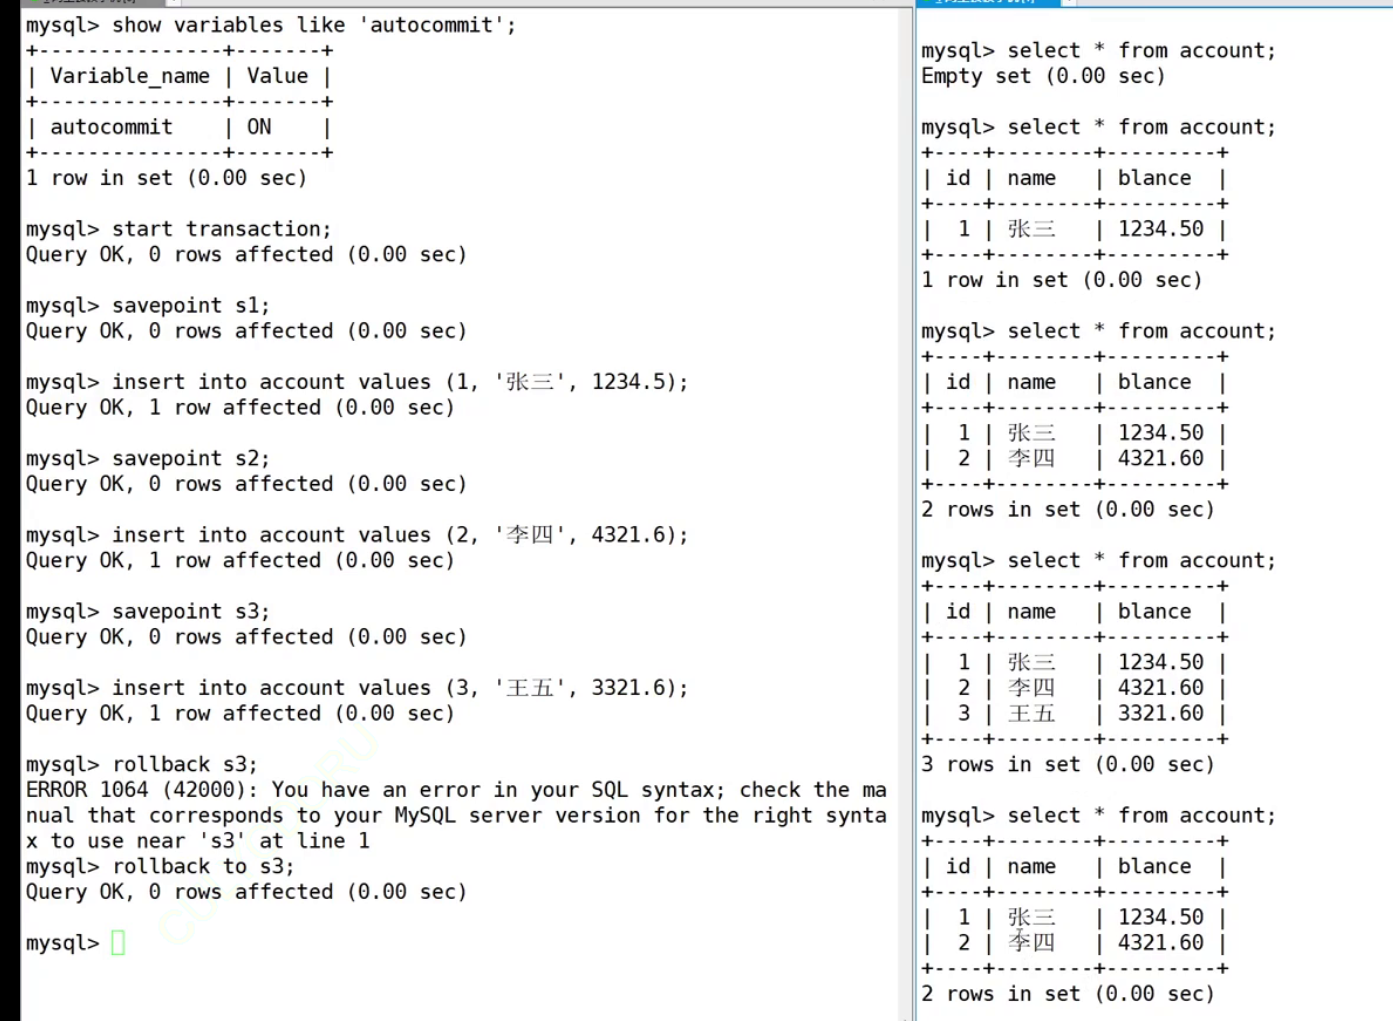 mysql> show variables like 'autocommit';
+---------------+-------+
| Variable_name | Value |
+---------------+-------+
| autocommit    | ON    |
+---------------+-------+
1 row in set (0.00 sec)
mysql> start transaction;
Query OK, 0 rows affected (0.00 sec)
mysql> savepoint s1;
Query OK, 0 rows affected (0.00 sec)
mysql> insert into account values (1, '张三', 1234.5);
Query OK, 1 row affected (0.00 sec)
mysql> savepoint s2;
Query OK, 0 rows affected (0.00 sec)
mysql> insert into account values (2, '李四', 4321.6);
Query OK, 1 row affected (0.00 sec)
mysql> savepoint s3;
Query OK, 0 rows affected (0.00 sec)
mysql> insert into account values (3, '王五', 3321.6);
Query OK, 1 row affected (0.00 sec)
mysql> rollback s3;
ERROR 1064 (42000): You have an error in your SQL syntax; check the ma
nual that corresponds to your MySQL server version for the right synta
x to use near 's3' at line 1
mysql> rollback to s3;
Query OK, 0 rows affected (0.00 sec)
mysql>
mysql> select * from account;
Empty set (0.00 sec)
mysql> select * from account;
+----+--------+---------+
| id | name   | blance  |
+----+--------+---------+
|  1 | 张三   | 1234.50 |
+----+--------+---------+
1 row in set (0.00 sec)
mysql> select * from account;
+----+--------+---------+
| id | name   | blance  |
+----+--------+---------+
|  1 | 张三   | 1234.50 |
|  2 | 李四   | 4321.60 |
+----+--------+---------+
2 rows in set (0.00 sec)
mysql> select * from account;
+----+--------+---------+
| id | name   | blance  |
+----+--------+---------+
|  1 | 张三   | 1234.50 |
|  2 | 李四   | 4321.60 |
|  3 | 王五   | 3321.60 |
+----+--------+---------+
3 rows in set (0.00 sec)
mysql> select * from account;
+----+--------+---------+
| id | name   | blance  |
+----+--------+---------+
|  1 | 张三   | 1234.50 |
|  2 | 李四   | 4321.60 |
+----+--------+---------+
2 rows in set (0.00 sec)